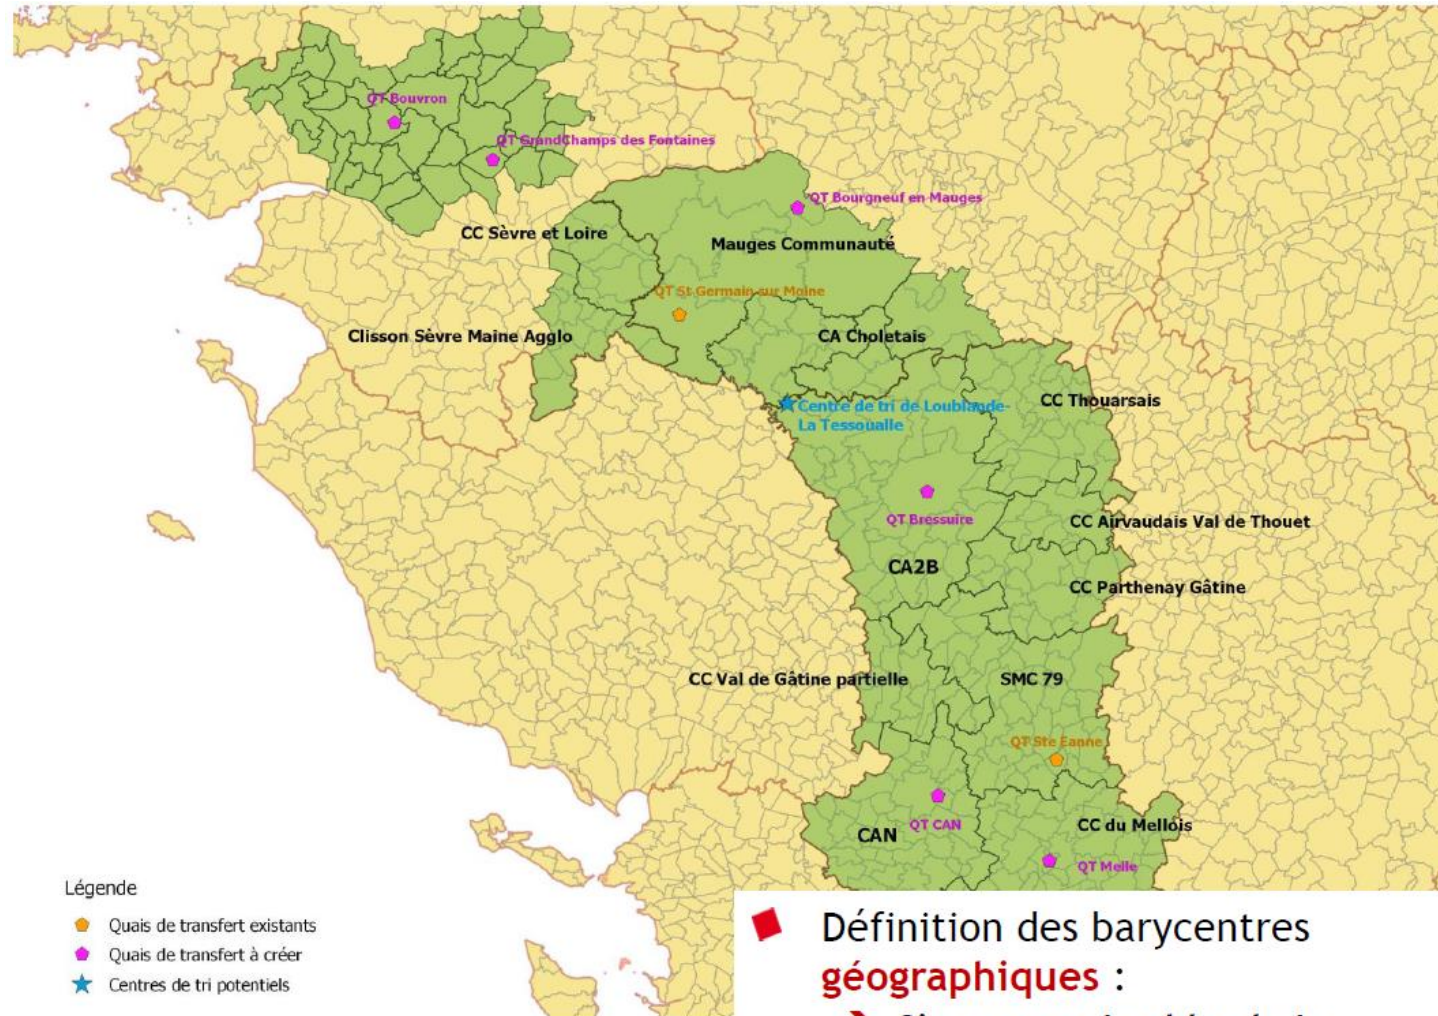 QT Bouvron
QT GrandChamps des Fontaines
QT Bourgneuf en Mauges
CC Sèvre et Loire
Mauges Communauté
QT St Germain sur Moine
Clisson Sèvre Maine Agglo
CA Choletais
Centre de tri de Loublande-
La Tessoualle
CC Thouarsais
QT Bressuire
CC Airvaudais Val de Thouet
CA2B
CC Parthenay Gâtine
CC Val de Gâtine partielle
SMC 79
QT Ste Eanne
QT CAN
CAN
CC du Mellois
QT Melle
Légende
Quais de transfert existants
Quais de transfert à créer
Centres de tri potentiels
Définition des barycentres
géographiques :